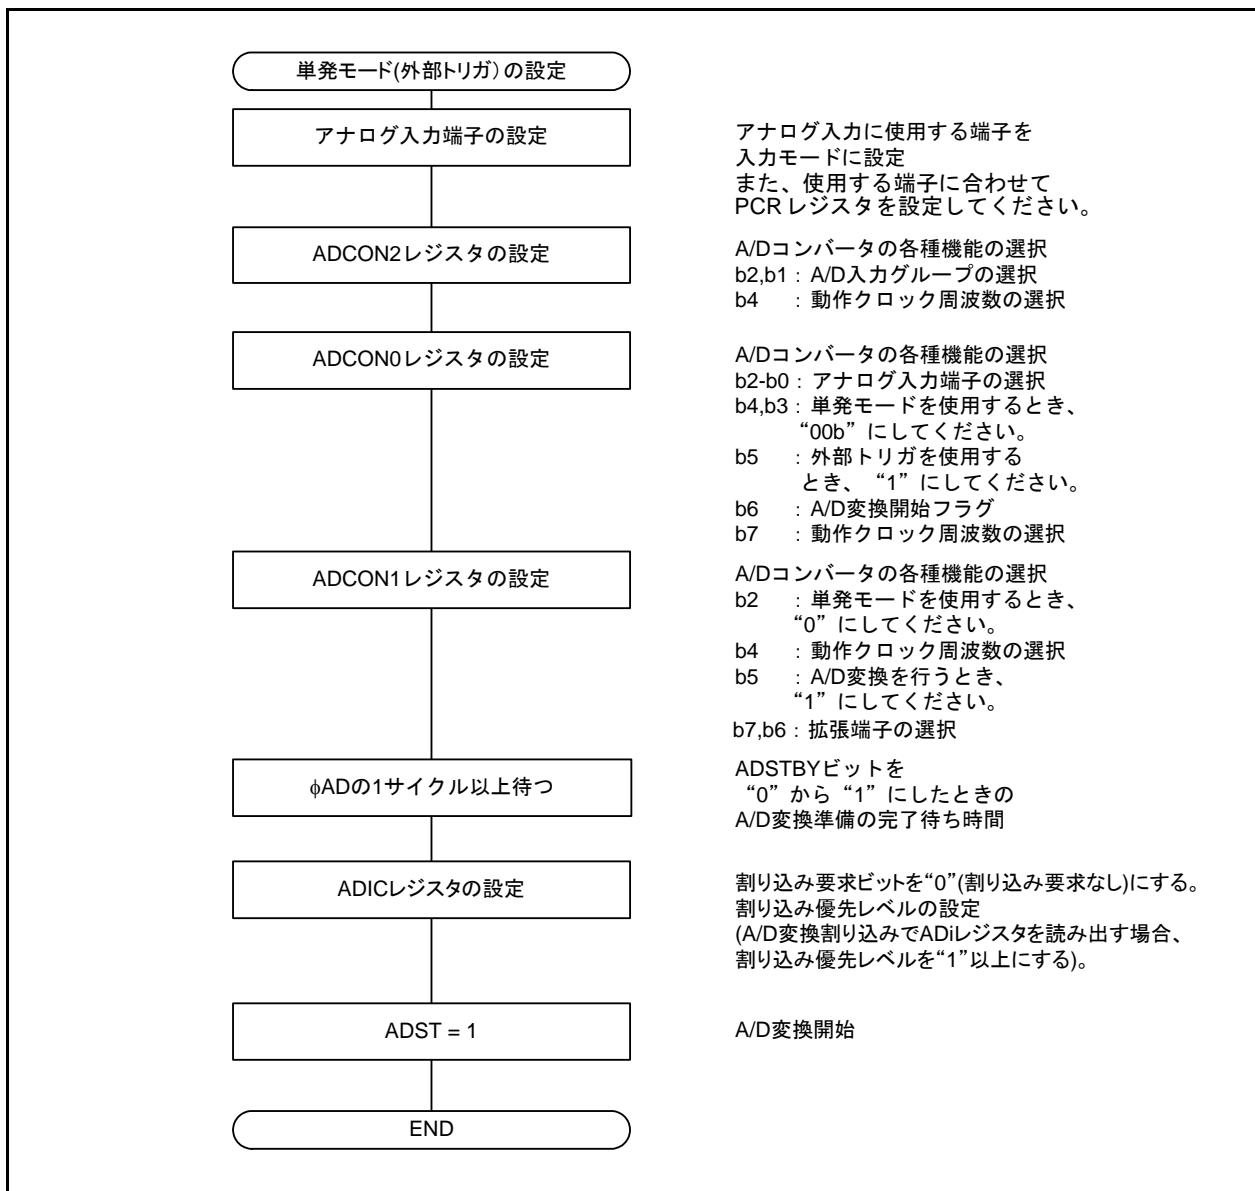 単発モード(外部トリガ）の設定
アナログ入力端子の設定
アナログ入力に使用する端子を
入力モードに設定
また、使用する端子に合わせて
PCRレジスタを設定してください。
ADCON2レジスタの設定
A/Dコンバータの各種機能の選択
b2,b1：A/D入力グループの選択
b4　：動作クロック周波数の選択
ADCON0レジスタの設定
A/Dコンバータの各種機能の選択
b2-b0：アナログ入力端子の選択
b4,b3：単発モードを使用するとき、
“00b”にしてください。
b5　：外部トリガを使用する
とき、“1”にしてください。
b6　：A/D変換開始フラグ
b7　：動作クロック周波数の選択
ADCON1レジスタの設定
A/Dコンバータの各種機能の選択
b2　：単発モードを使用するとき、
“0”にしてください。
b4　：動作クロック周波数の選択
b5　：A/D変換を行うとき、
“1”にしてください。
b7,b6：拡張端子の選択
φADの1サイクル以上待つ
ADSTBYビットを
“0”から“1”にしたときの
A/D変換準備の完了待ち時間
ADICレジスタの設定
割り込み要求ビットを“0”(割り込み要求なし)にする。
割り込み優先レベルの設定
(A/D変換割り込みでADiレジスタを読み出す場合、
割り込み優先レベルを“1”以上にする)。
ADST = 1
A/D変換開始
END